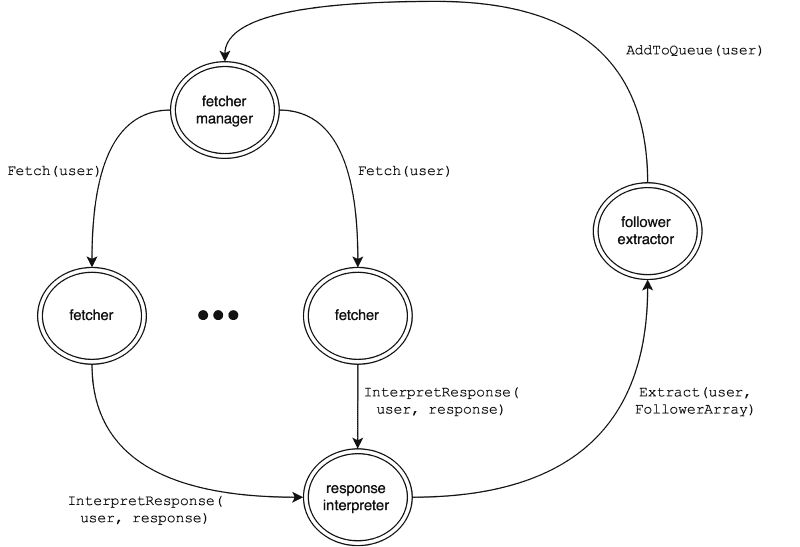 AddToQueue(user)
fetcher
manager
Fetch(user)
Fetch(user)
follower
extractor
fetcher
fetcher
InterpretResponse(
user, response)
Extract(user,
FollowerArray)
response
interpreter
InterpretResponse(
user, response)